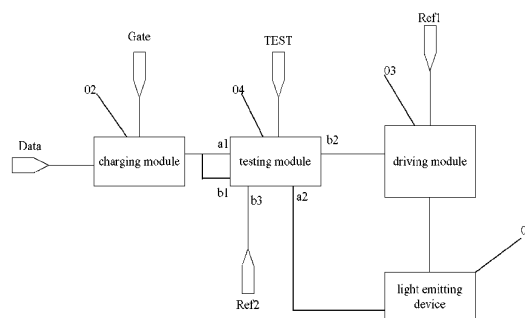 Gate
TEST
Ref1
02
04
03
Data
charging module
a1
testing module
b2
driving module
b1
b3
a2
Ref2
light emitting
device